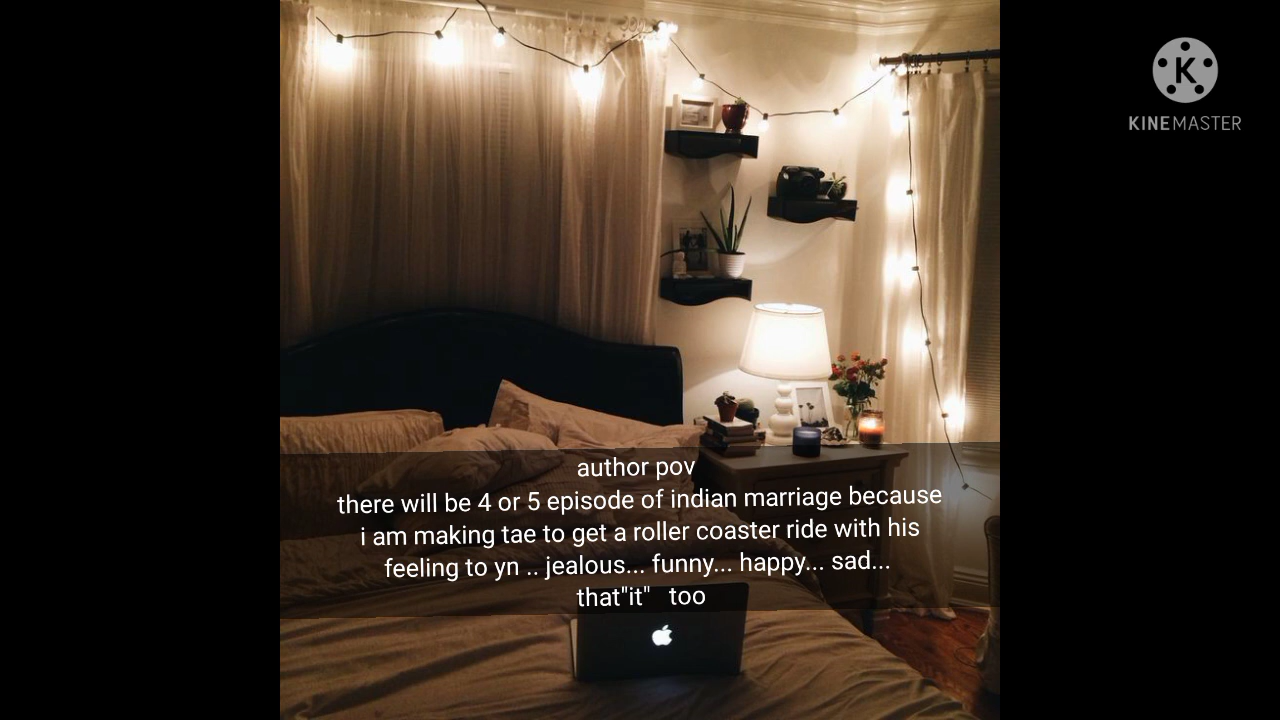 KINEMASTER
author pov
there will be 4 or 5 episode of indian marriage because
i am making tae to get a roller coaster ride with his
feeling to yn .. jealous... funny... happy... sad...
that"it" too